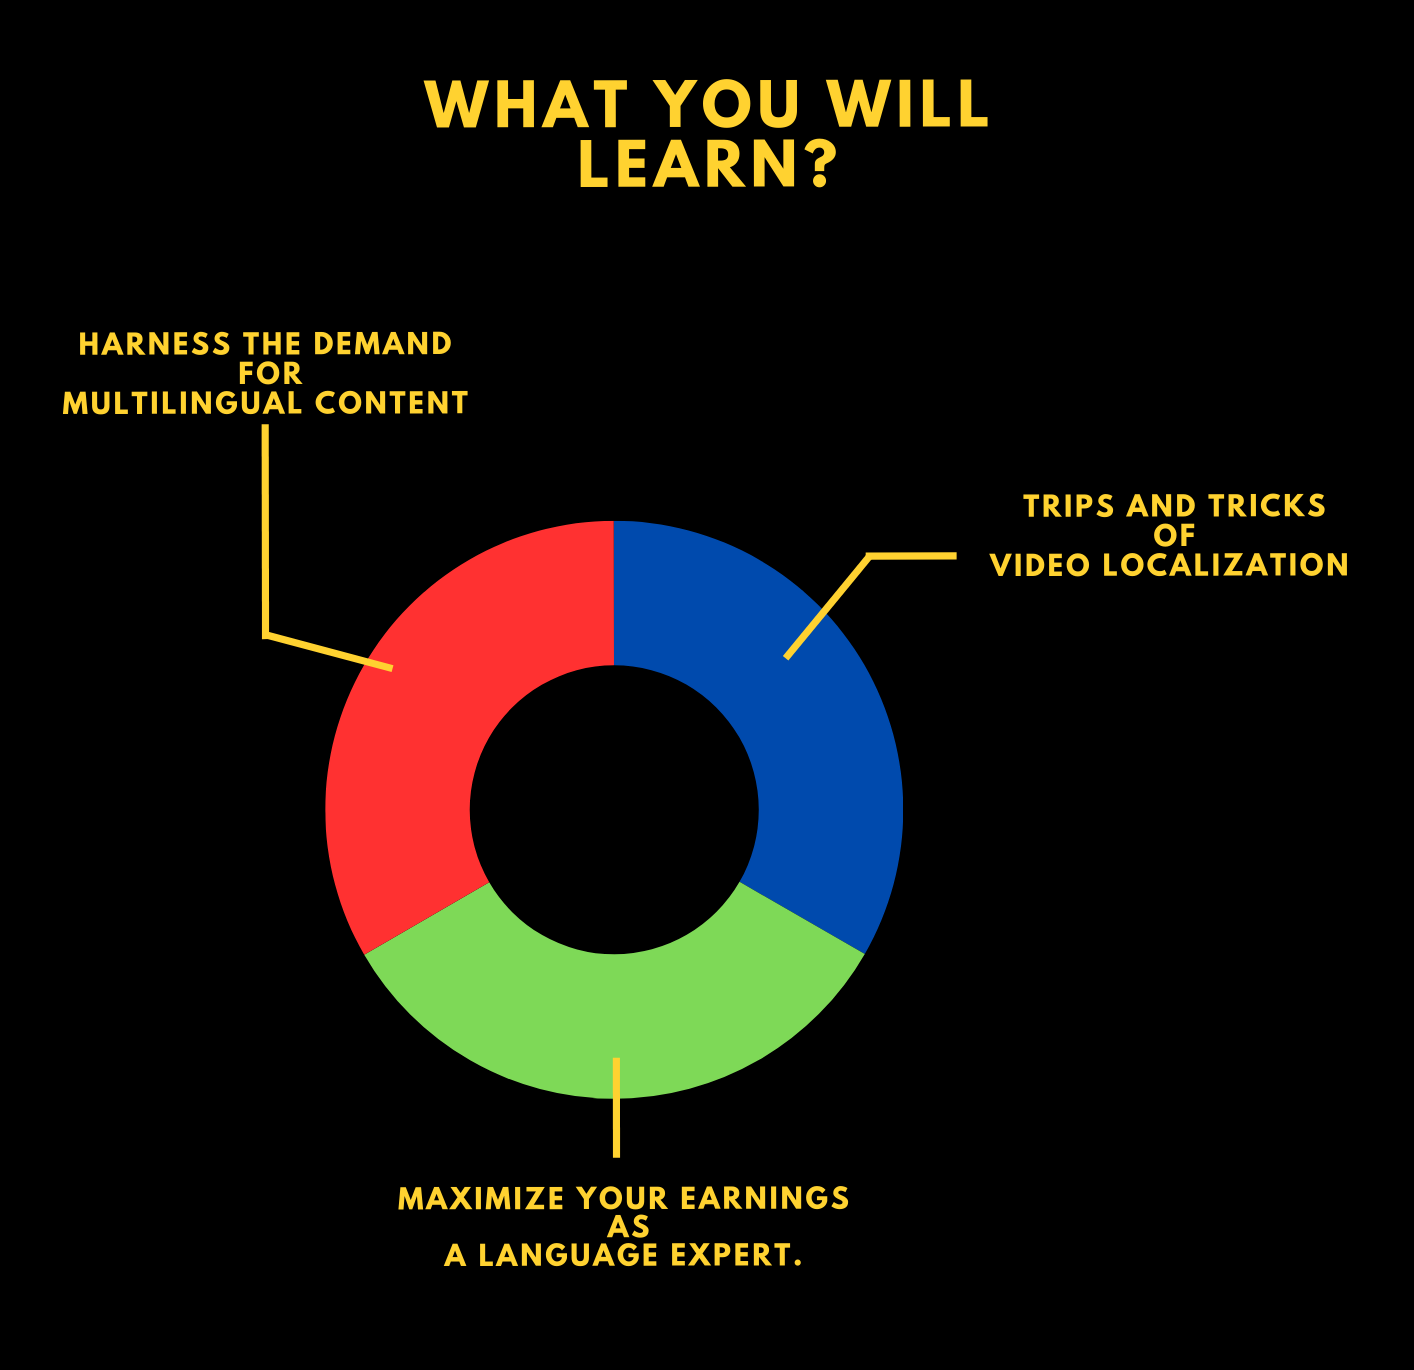 WHAT YOU WILL
LEARN?
HARNESS THE DEMAND
FOR
MULTILINGUAL CONTENT
TRIPS AND TRICKS
OF
VIDEO LOCALIZATION
MAXIMIZE YOUR EARNINGS
AS
A LANGUAGE EXPERT.